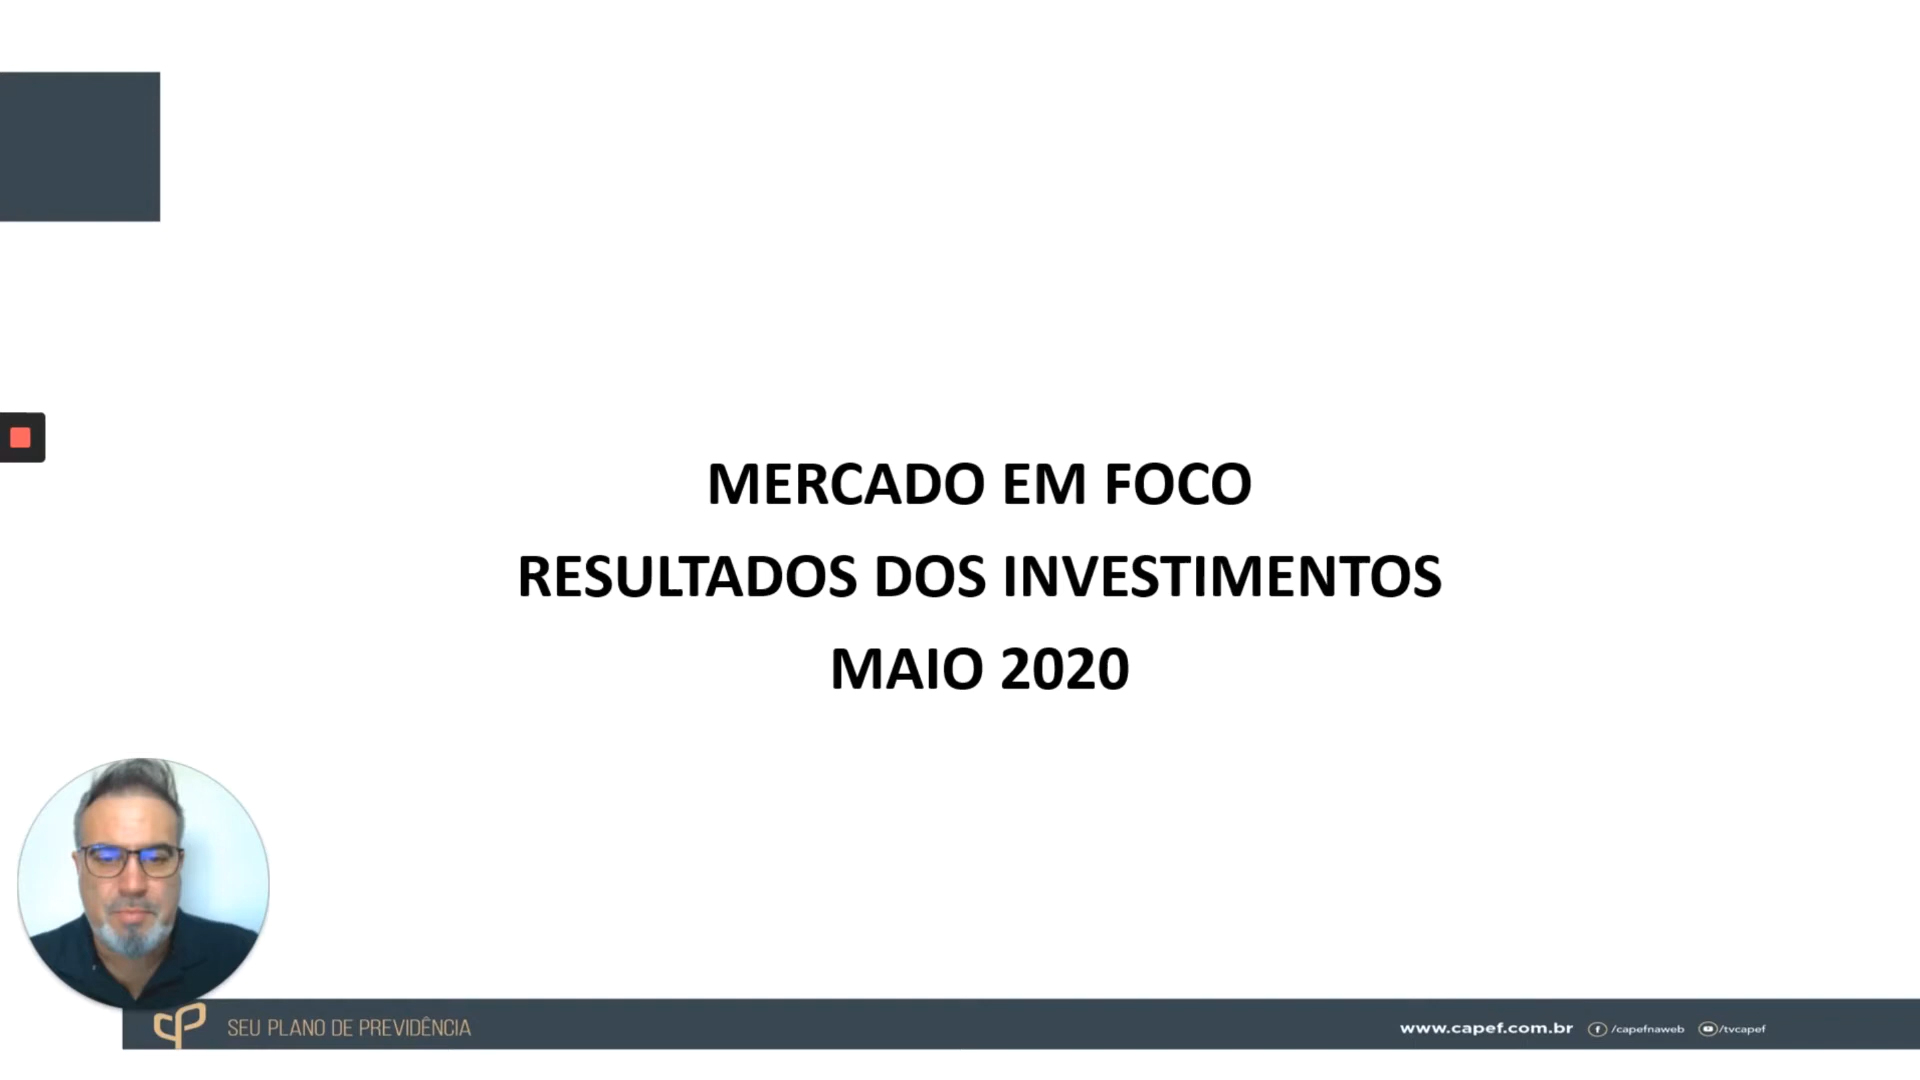 MERCADO EM FOCO
RESULTADOS DOS INVESTIMENTOS
MAIO 2020
SEU PLANO DE PREVIDÊNCIA
www.capef.com.br /capefnaweb /tvcapef